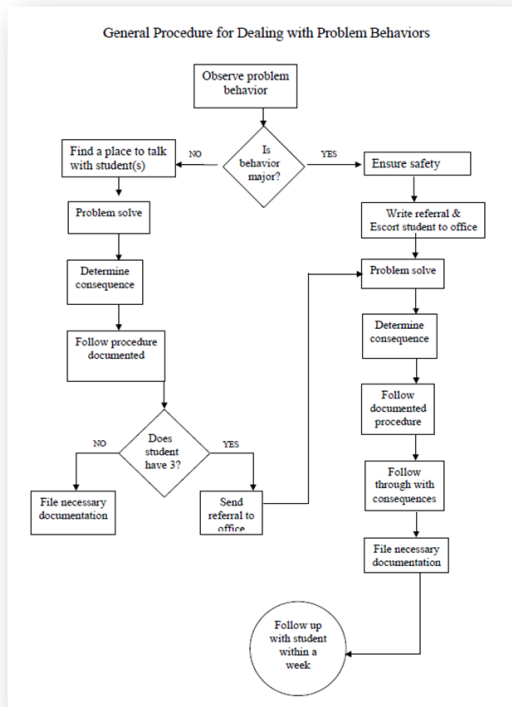 General Procedure for Dealing with Problem Behaviors
Observe problem
behavior
Is
behavior
major?
NO
YES
Find a place to talk
with student(s)
Problem solve
Determine
consequence
Follow procedure
documented
Does
student
have 3?
NO
YES
File necessary
documentation
Send
referral to
office
Ensure safety
Write referral &
Escort student to office
Problem solve
Determine
consequence
Follow
documented
procedure
Follow
through with
consequences
File necessary
documentation
Follow up
with student
within a
week